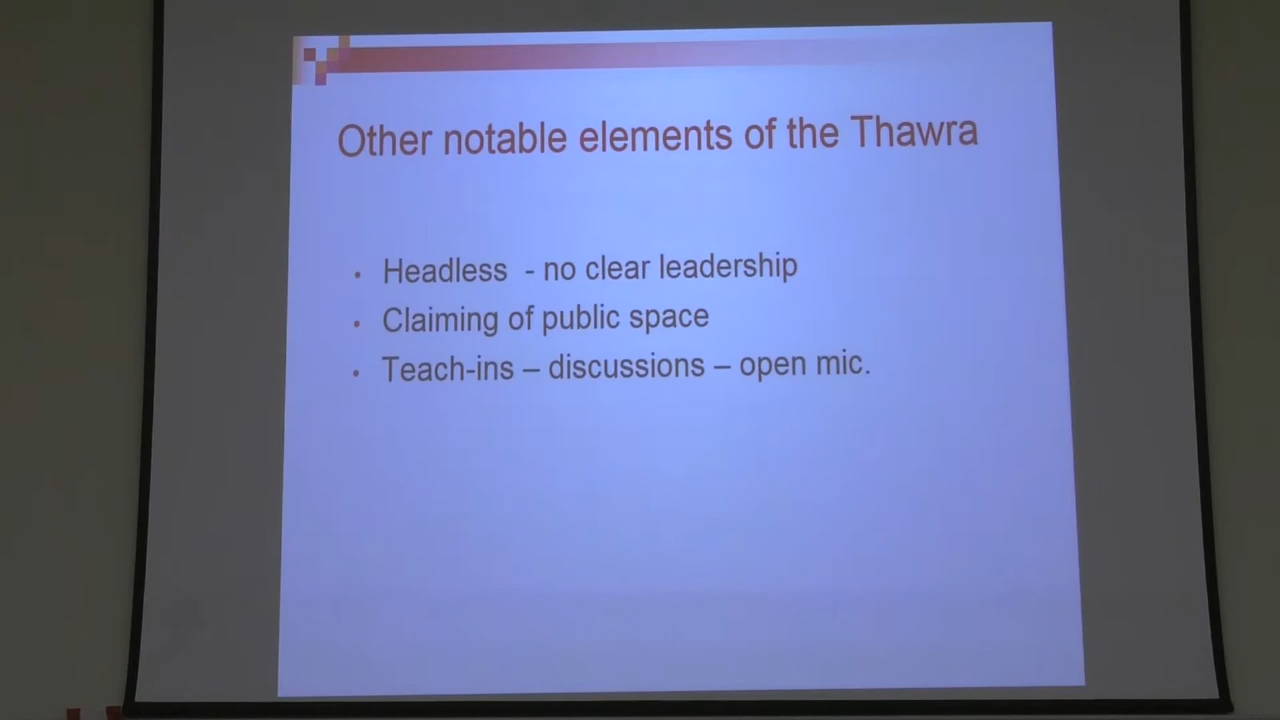 Other notable elements of the Thawra
• Headless - no clear leadership
• Claiming of public space
• Teach-ins – discussions – open mic.